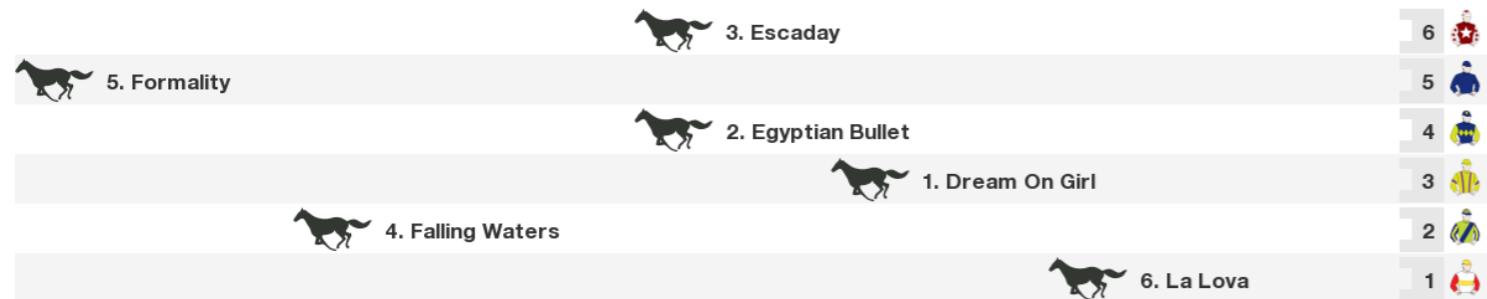 3. Escaday 6
5. Formality 5
2. Egyptian Bullet 4
1. Dream On Girl 3
4. Falling Waters 2
6. La Lova 1